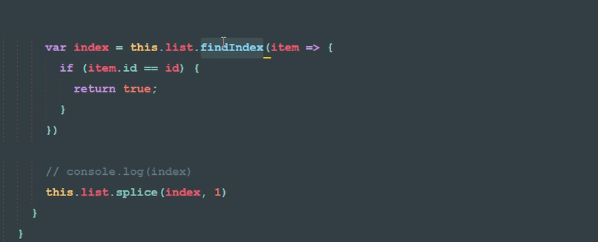 var index = this.list.findIndex(item => {
if (item.id == id) {
return true;
}
})
// console.log(index)
this.list.splice(index, 1)
}
}